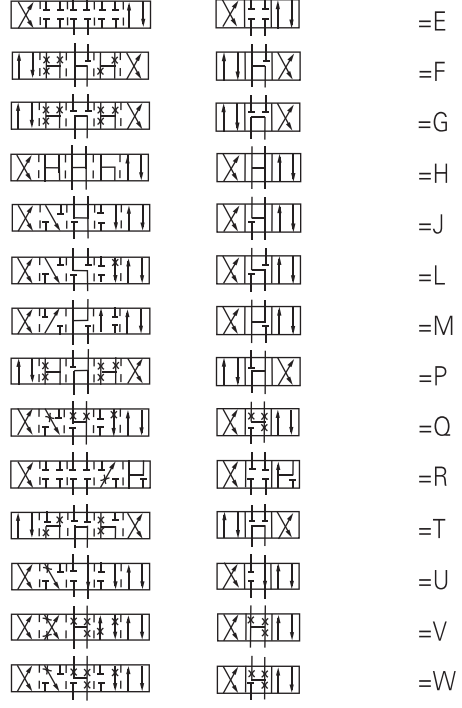 =E
=F
=G
=H
=J
=L
=M
=P
=Q
=R
=T
=U
=V
=W